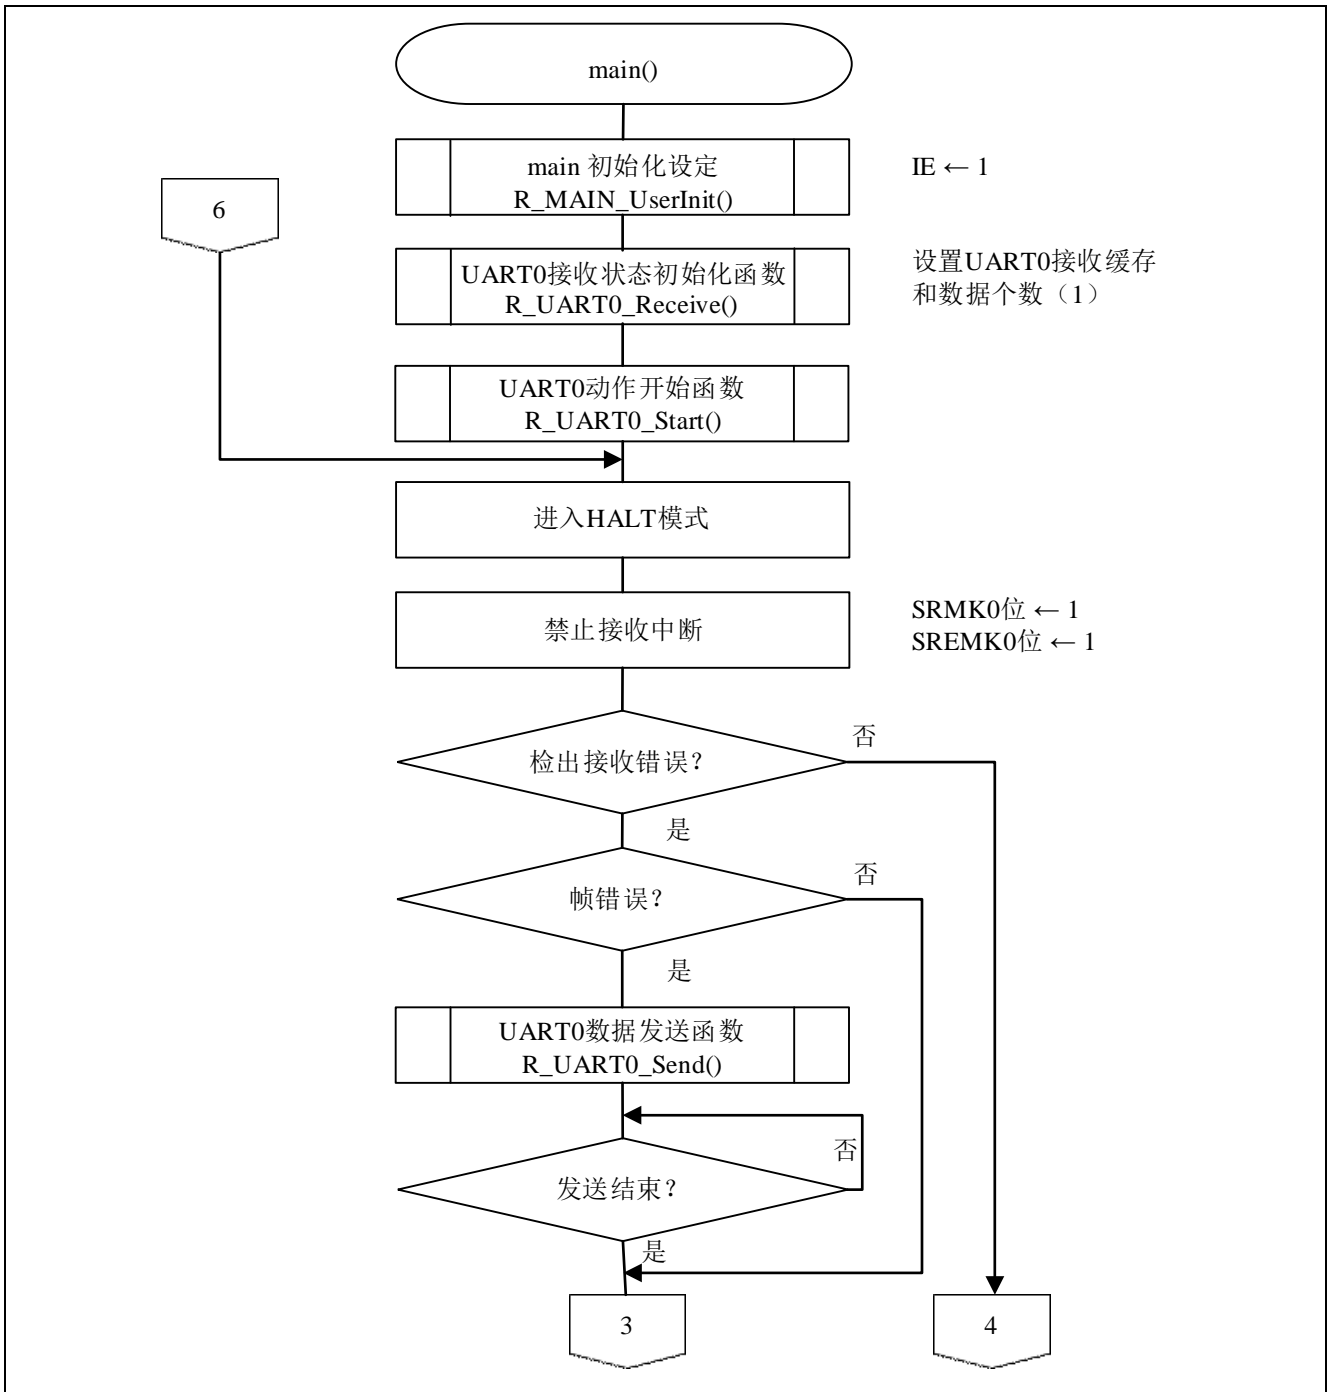 main()
main 初始化设定
R_MAIN_UserInit()
IE ← 1
6
UART0接收状态初始化函数
R_UART0_Receive()
设置UART0接收缓存
和数据个数（1）
UART0动作开始函数
R_UART0_Start()
进入HALT模式
禁止接收中断
SRMK0位 ← 1
SREMK0位 ← 1
检出接收错误？
否
是
帧错误？
否
是
UART0数据发送函数
R_UART0_Send()
发送结束？
否
是
3
4